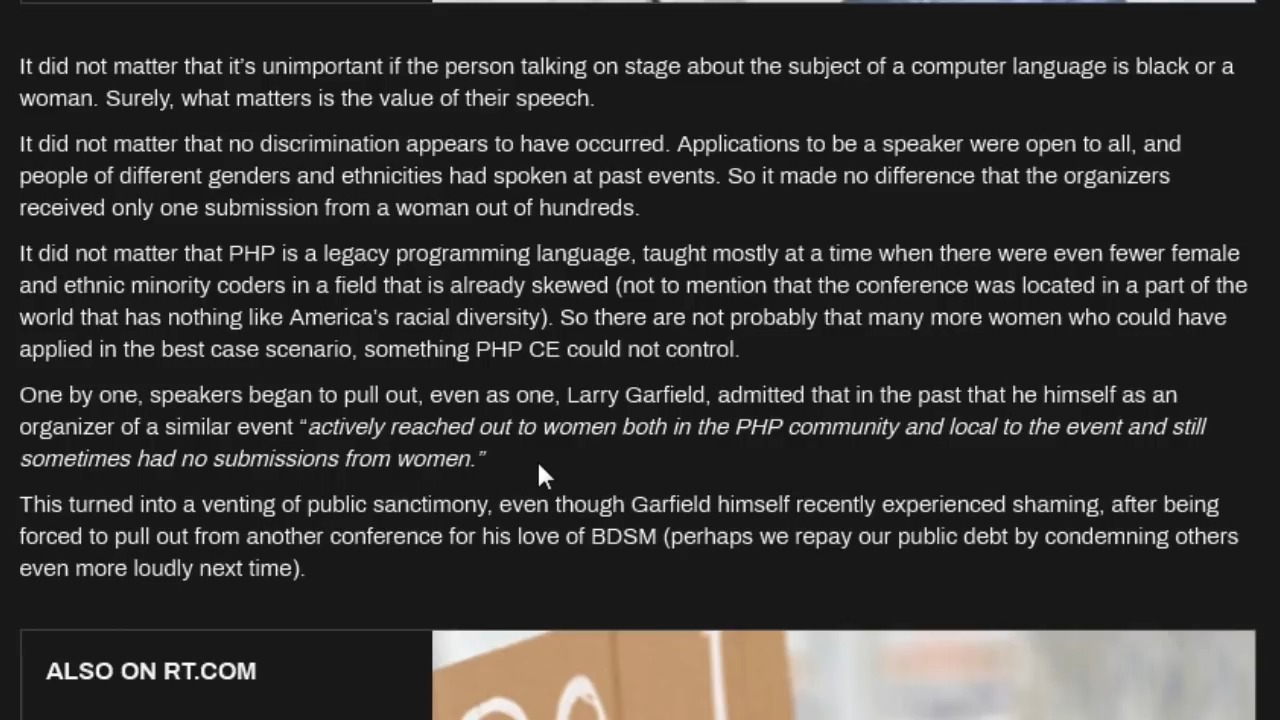 It did not matter that it’s unimportant if the person talking on stage about the subject of a computer language is black or a
woman. Surely, what matters is the value of their speech.
It did not matter that no discrimination appears to have occurred. Applications to be a speaker were open to all, and
people of different genders and ethnicities had spoken at past events. So it made no difference that the organizers
received only one submission from a woman out of hundreds.
It did not matter that PHP is a legacy programming language, taught mostly at a time when there were even fewer female
and ethnic minority coders in a field that is already skewed (not to mention that the conference was located in a part of the
world that has nothing like America's racial diversity). So there are not probably that many more women who could have
applied in the best case scenario, something PHP CE could not control.
One by one, speakers began to pull out, even as one, Larry Garfield, admitted that in the past that he himself as an
organizer of a similar event “actively reached out to women both in the PHP community and local to the event and still
sometimes had no submissions from women.”
This turned into a venting of public sanctimony, even though Garfield himself recently experienced shaming, after being
forced to pull out from another conference for his love of BDSM (perhaps we repay our public debt by condemning others
even more loudly next time).
ALSO ON RT.COM